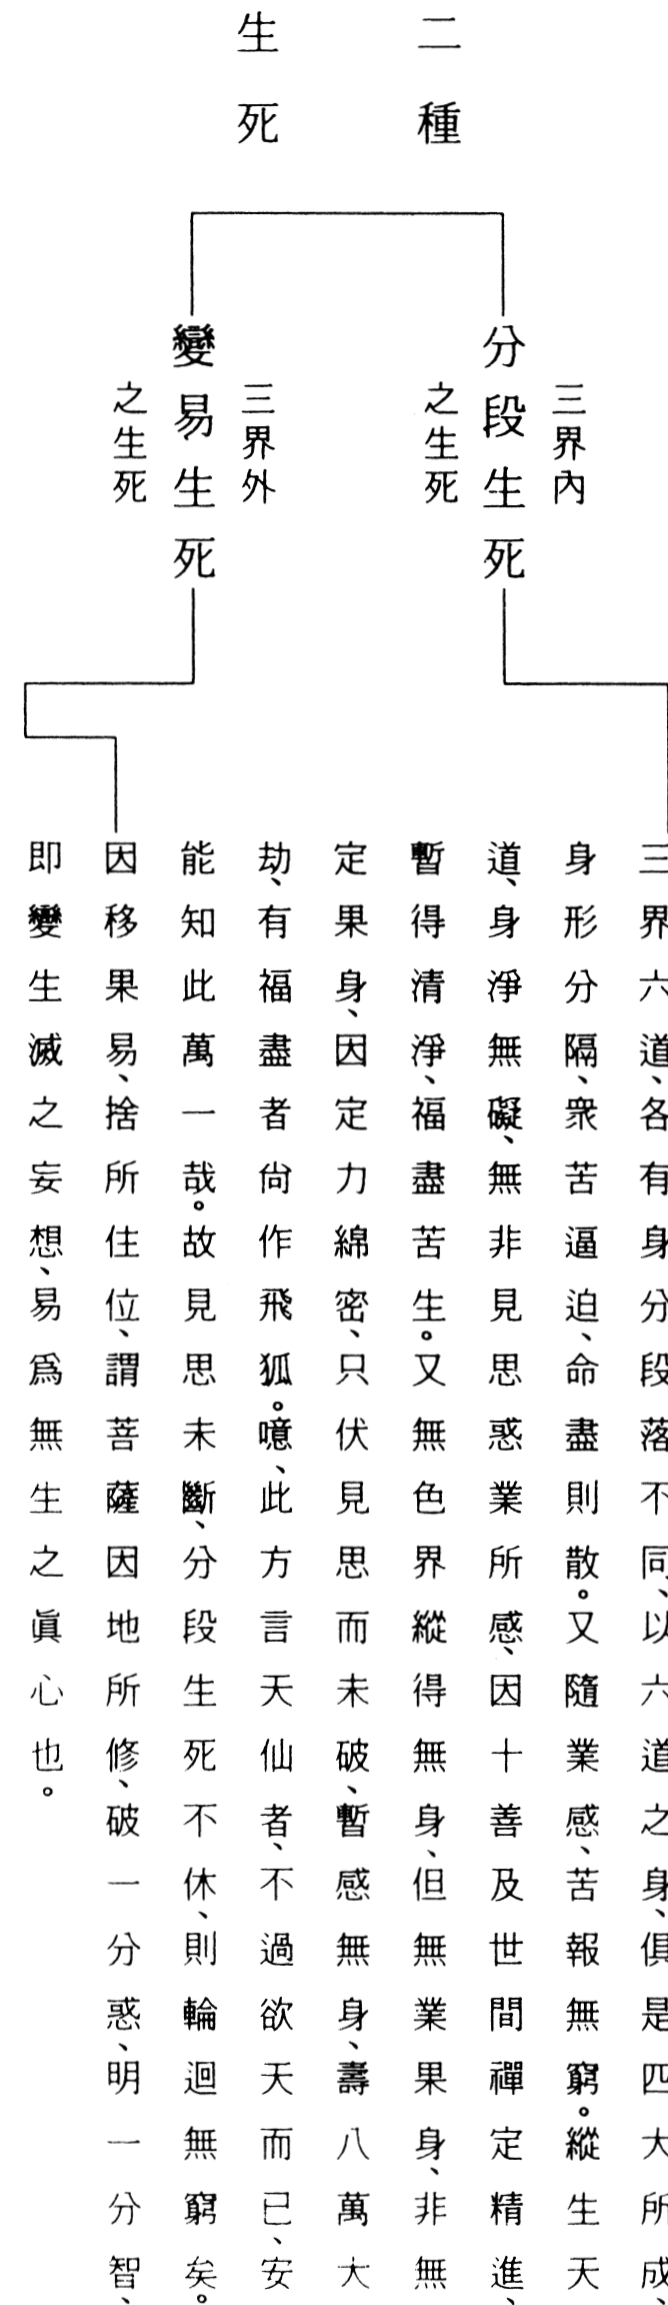 二種
生死
三界內
分段生死
之生死
三界外
變易生死
之生死
三界六道、各有身分段落不同、以六道之身、俱是四大所成、
身形分隔、衆苦逼迫、命盡則散。又隨業感、苦報無窮。縱生天
道、身淨無礙、無非見思惑業所感、因十善及世間禪定精進、
暫得清淨、福盡苦生。又無色界縱得無身、但無業果身、非無
定果身、因定力綿密、只伏見思而未破、暫感無身、壽八萬大
劫、有福盡者尙作飛狐。噫、此方言天仙者、不過欲天而已、安
能知此萬一哉。故見思未斷、分段生死不休、則輪迴無窮矣。
因移果易、捨所住位、謂菩薩因地所修、破一分惑、明一分智、
即變生滅之妄想、易爲無生之眞心也。